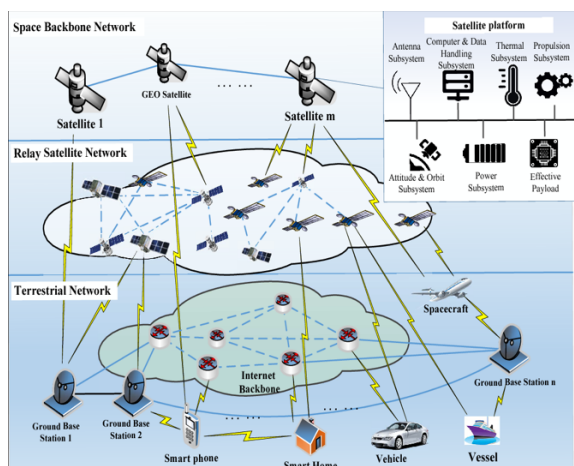 Space Backbone Network
Satellite 1
GEO Satellite
... ...
Satellite m
Satellite platform
Antenna
Subsystem
Computer & Data
Handling
Subsystem
Thermal
Subsystem
Propulsion
Subsystem
Attitude & Orbit
Subsystem
Power
Subsystem
Effective
Payload
Relay Satellite Network
Terrestrial Network
Spacecraft
Internet
Backbone
Ground Base
Station 1
Ground Base
Station 2
... ...
... ...
Ground Base Station n
Smart phone
Smart Home
Vehicle
Vessel